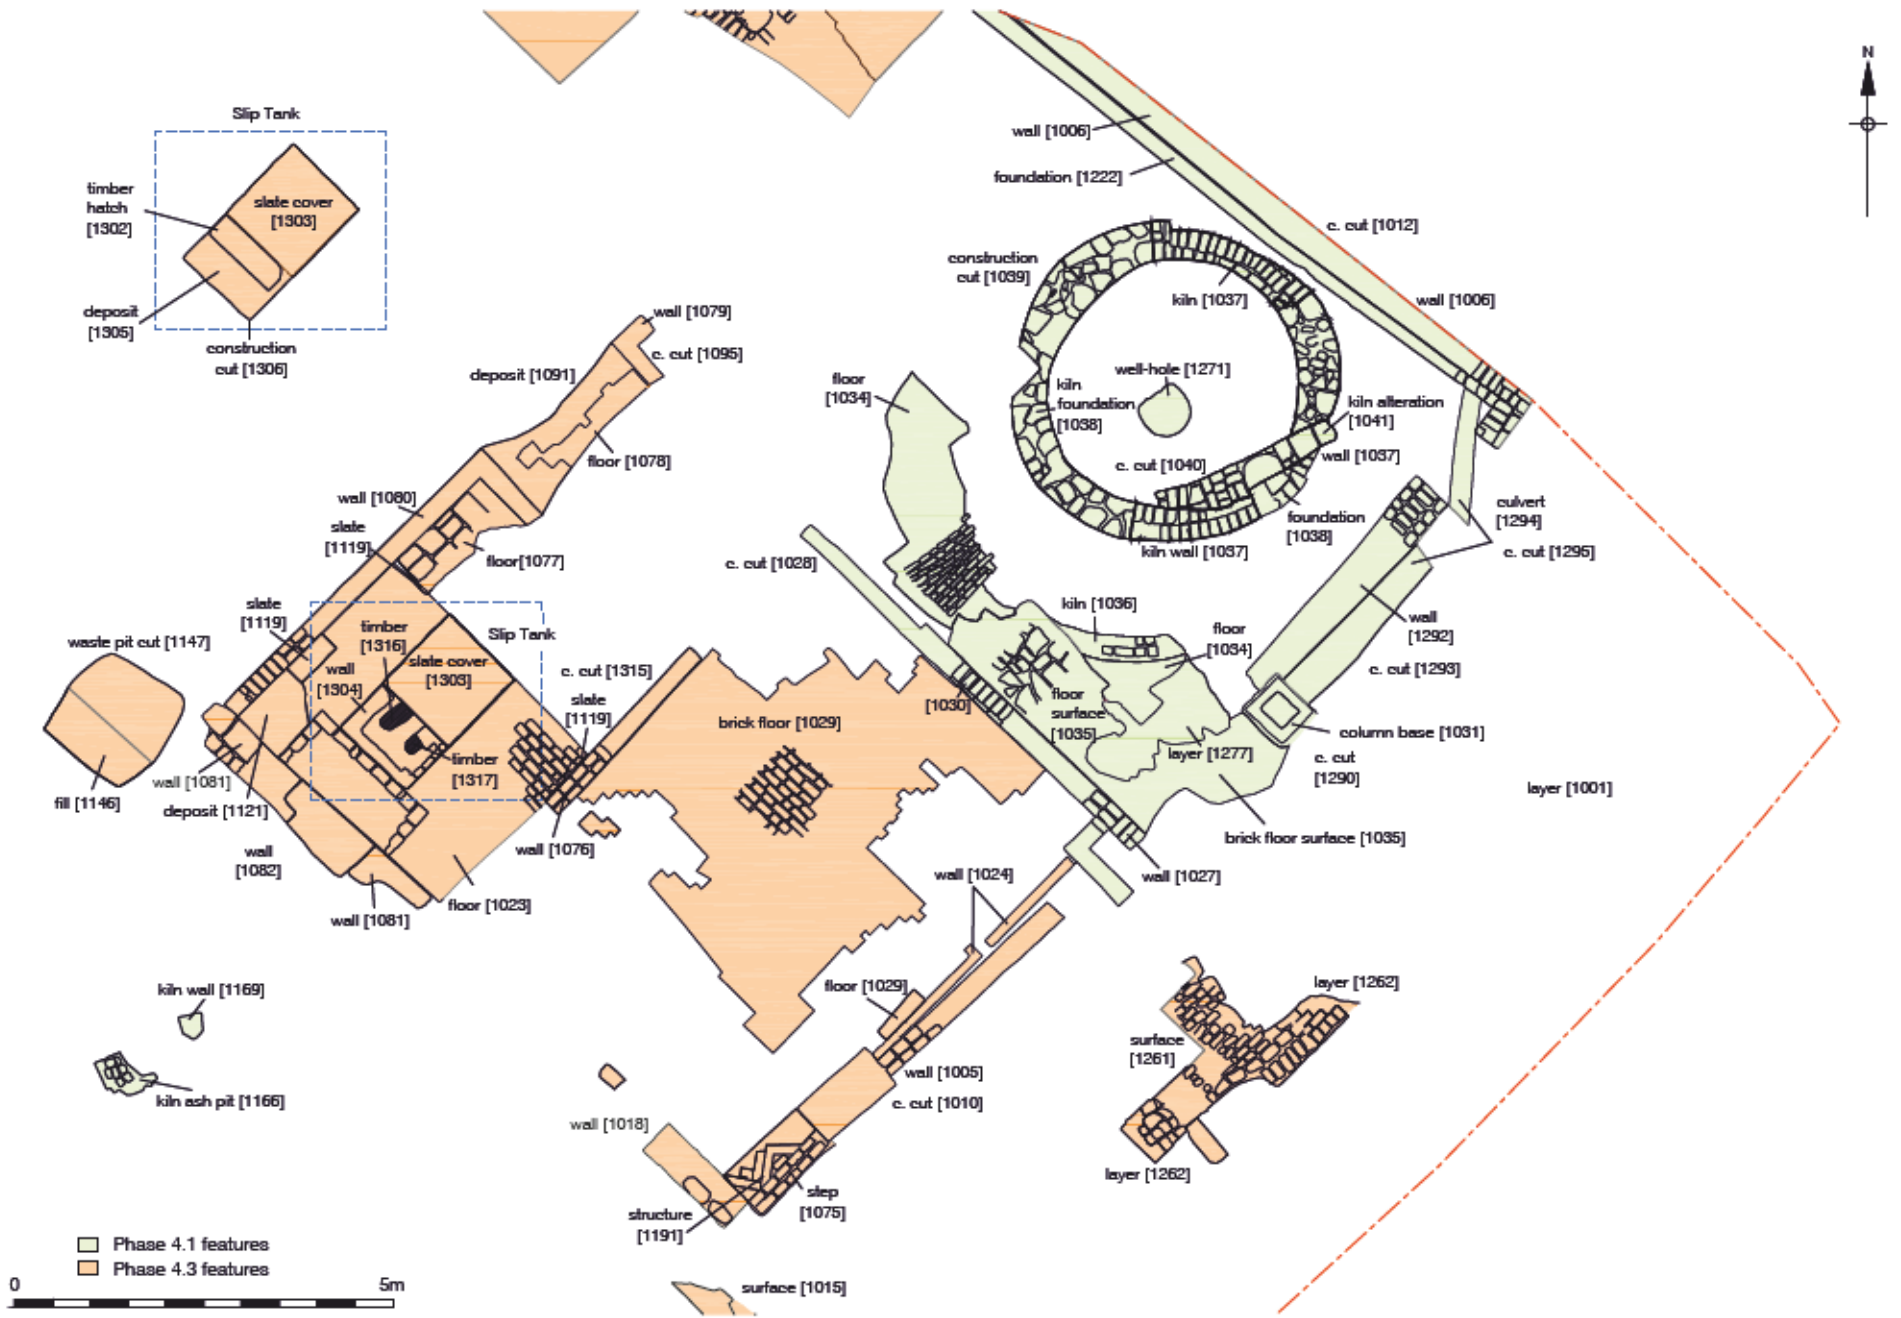 N
Slip Tank
timber
hatch
[1302]
slate cover
[1303]
deposit
[1305]
construction
cut [1306]
wall [1006]
foundation [1222]
c. cut [1012]
wall [1006]
construction
cut [1039]
kiln [1037]
well-hole [1271]
kiln
foundation
[1038]
kiln alteration
[1041]
wall [1037]
c. cut [1040]
foundation
[1038]
kiln wall [1037]
culvert
[1294]
c. cut [1295]
wall [1079]
c. cut [1095]
deposit [1091]
floor [1078]
floor
[1034]
wall [1080]
slate
[1119]
floor[1077]
c. cut [1028]
kiln [1036]
floor
[1034]
wall
[1292]
c. cut [1293]
slate
[1119]
waste pit cut [1147]
timber
[1316]
Slip Tank
wall
[1304]
slate cover
[1303]
c. cut [1315]
slate
[1119]
brick floor [1029]
[1030]
floor
surface
[1035]
layer [1277]
column base [1031]
c. cut
[1290]
timber
[1317]
wall [1081]
fill [1146]
deposit [1121]
layer [1001]
wall
[1082]
wall [1076]
brick floor surface [1035]
wall [1024]
wall [1027]
wall [1081]
floor [1023]
kiln wall [1169]
floor [1029]
layer [1262]
surface
[1261]
kiln ash pit [1166]
wall [1005]
c. cut [1010]
wall [1018]
layer [1262]
step
[1075]
structure
[1191]
Phase 4.1 features
Phase 4.3 features
0 5m
surface [1015]